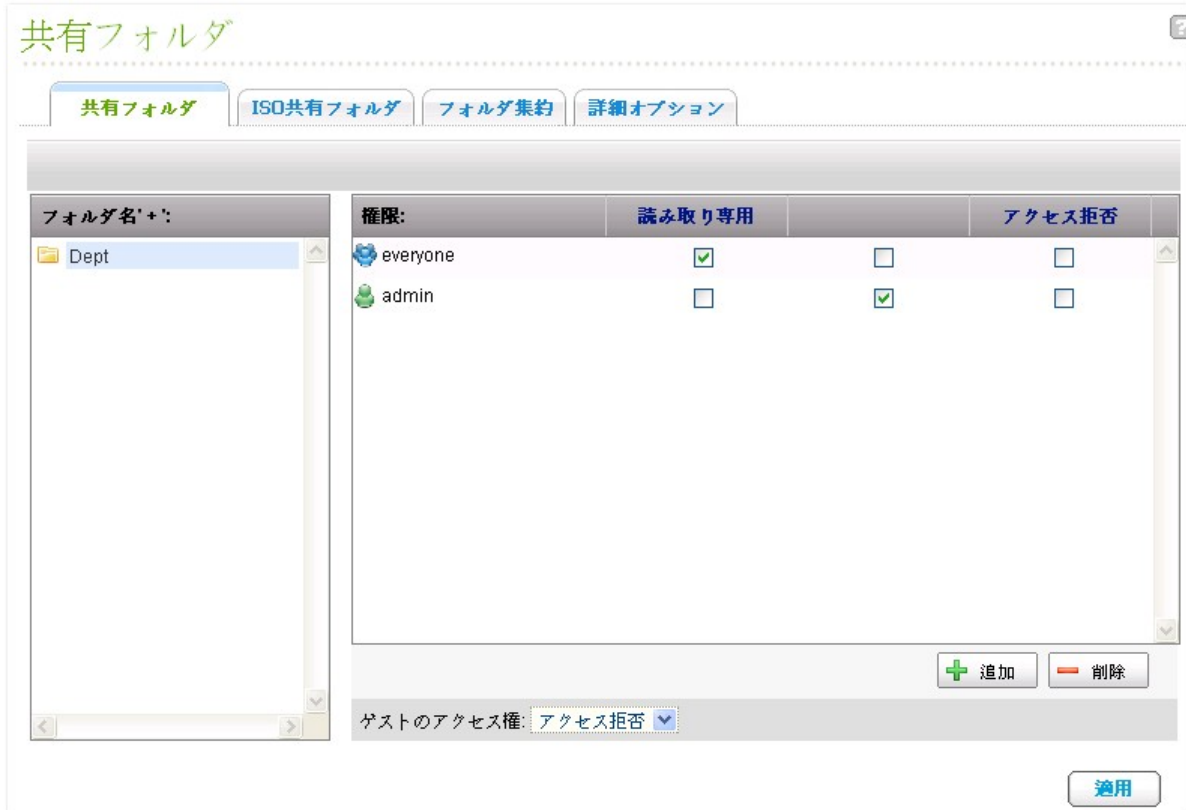 共有フォルダ
共有フォルダ ISO共有フォルダ フォルダ集約 詳細オプション
フォルダ名'+':
Dept
権限: 読み取り専用 アクセス拒否
everyone
admin
追加 削除
ゲストのアクセス権: アクセス拒否
適用